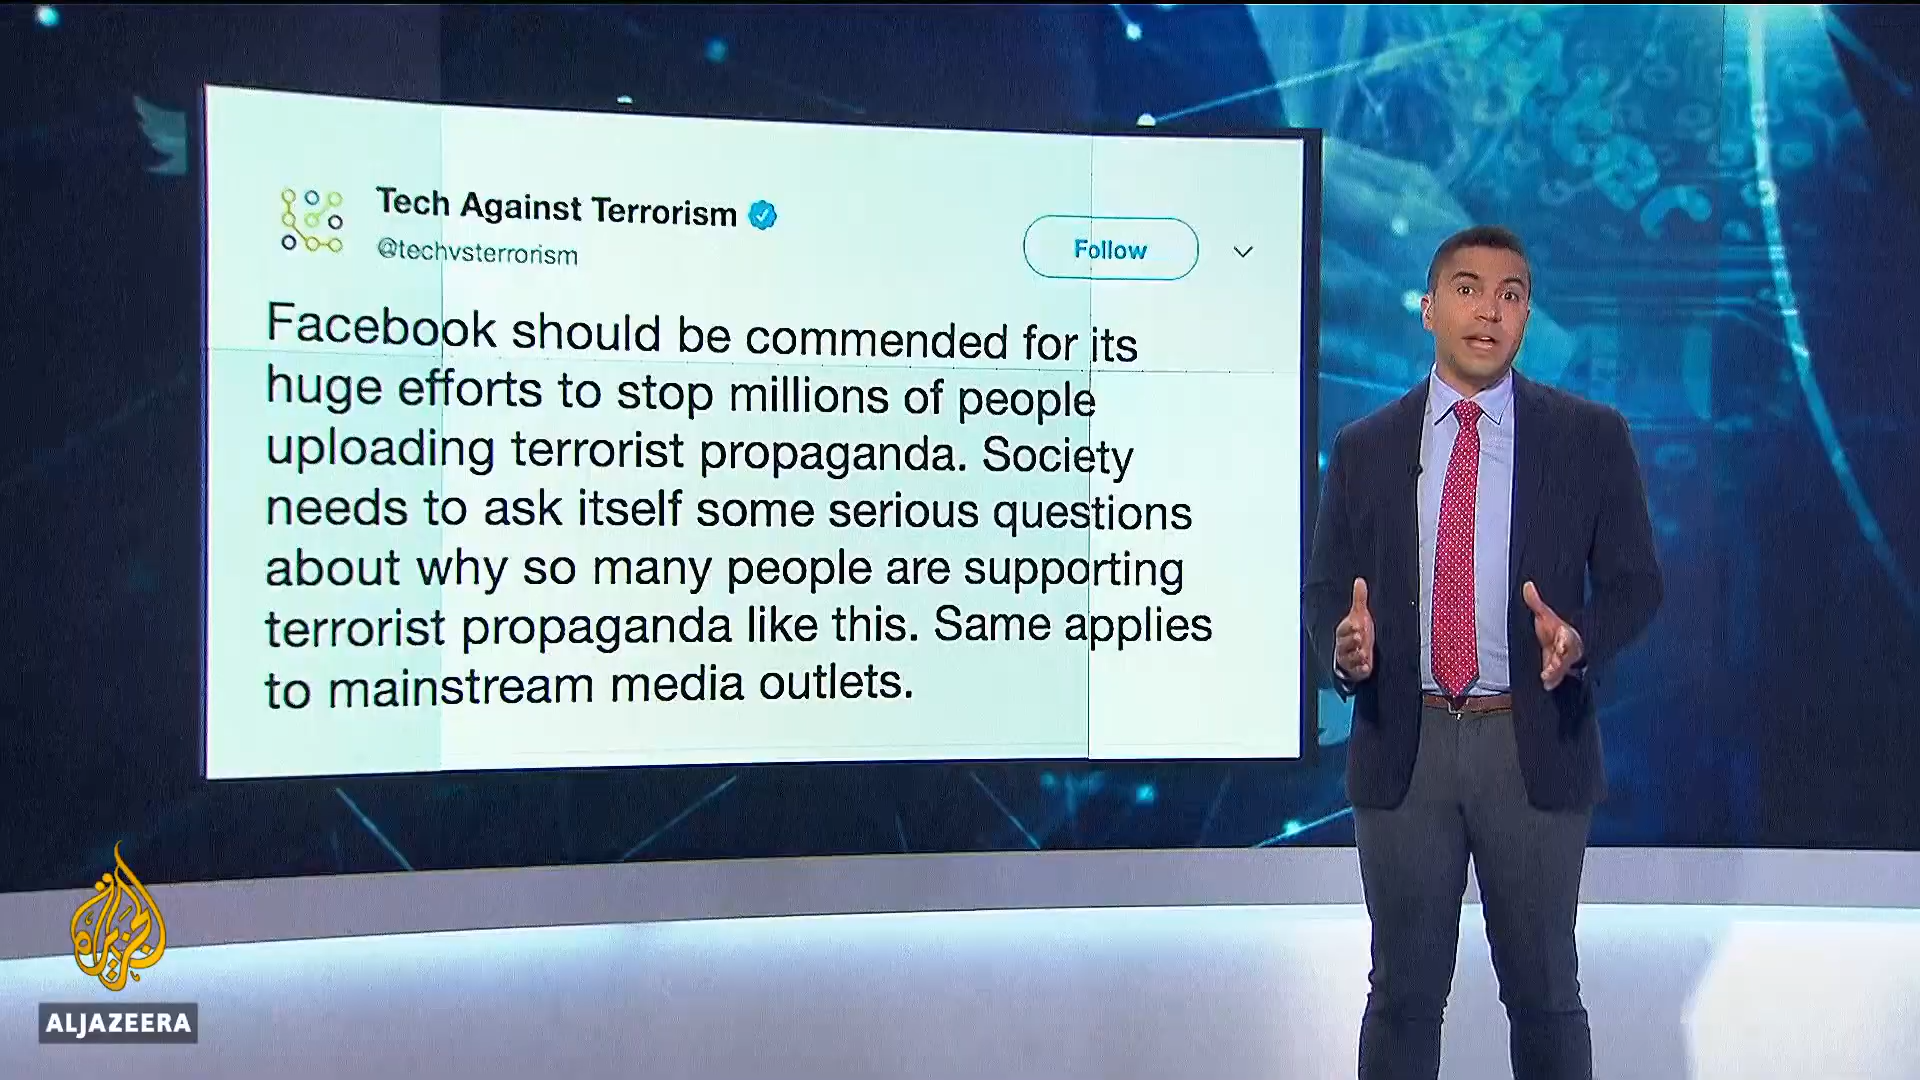 Tech Against Terrorism
@techvsterrorism
Follow
Facebook should be commended for its
huge efforts to stop millions of people
uploading terrorist propaganda. Society
needs to ask itself some serious questions
about why so many people are supporting
terrorist propaganda like this. Same applies
to mainstream media outlets.
الجزيرة
ALJAZEERA